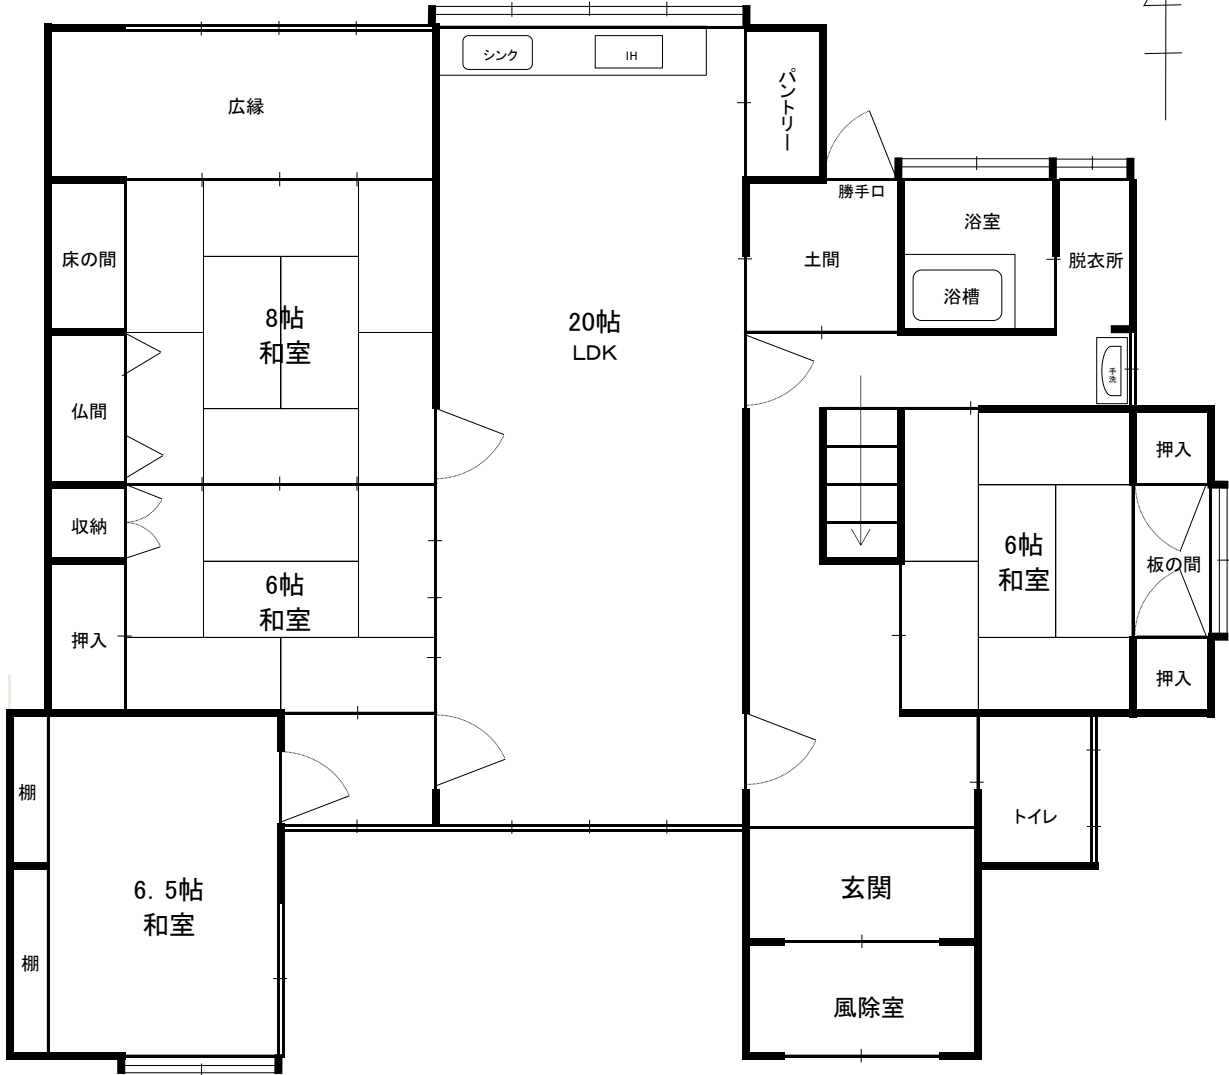 シンク
IH
パントリー
広縁
勝手口
浴室
床の間
土間
脱衣所
浴槽
8帖
和室
20帖
LDK
手洗
仏間
押入
収納
6帖
和室
板の間
6帖
和室
押入
押入
棚
トイレ
6.5帖
和室
玄関
棚
風除室